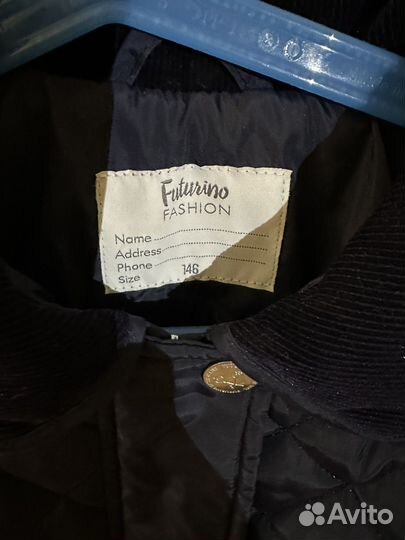 Futurino
FASHION
Name
Address
Phone
Size 146
Avito